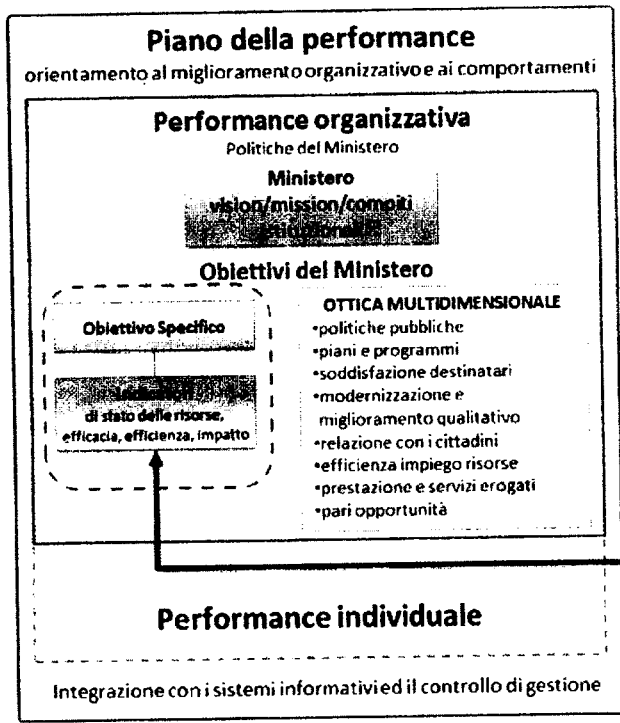 Piano della performance
orientamento al miglioramento organizzativo e ai comportamenti
Performance organizzativa
Politiche del Ministero
Ministero
vision/mission/compiti
Obiettivi del Ministero
Obiettivo Specifico
Indicatori
di stato delle risorse,
efficacia, efficienza, impatto
OTTICA MULTIDIMENSIONALE
•politiche pubbliche
•piani e programmi
•soddisfazione destinatari
•modernizzazione e
miglioramento qualitativo
•relazione con i cittadini
•efficienza impiego risorse
•prestazione e servizi erogati
•pari opportunità
Performance individuale
Integrazione con i sistemi informativi ed il controllo di gestione